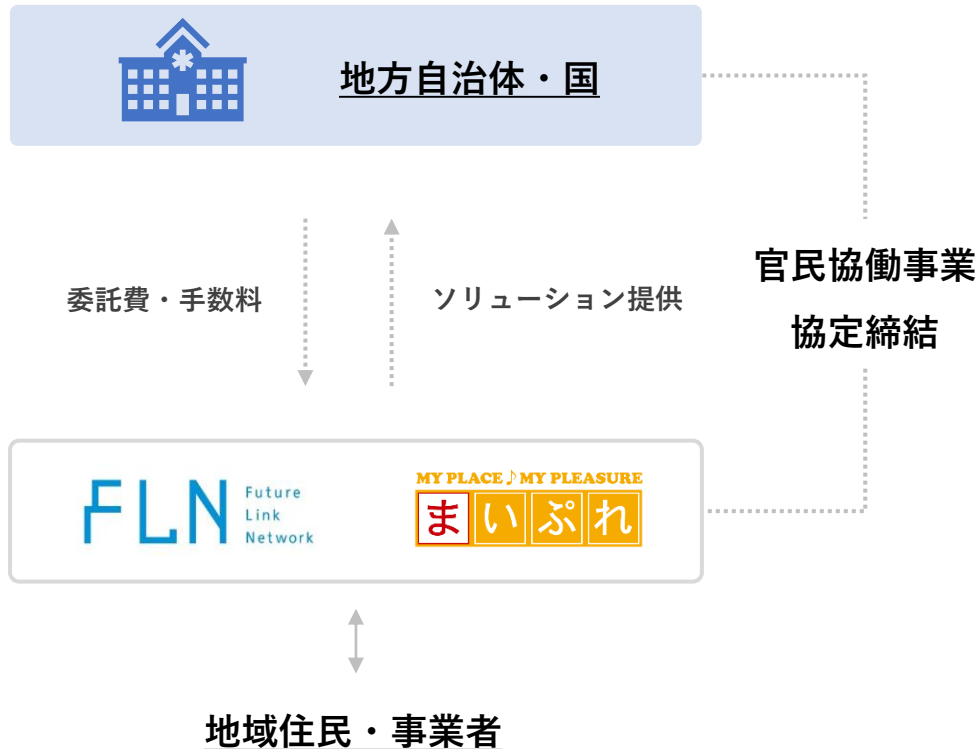 地方自治体・国
官民協働事業
協定締結
委託費・手数料
ソリューション提供
FLN
Future
Link
Network
MY PLACE♪MY PLEASURE
まいぷれ
地域住民・事業者